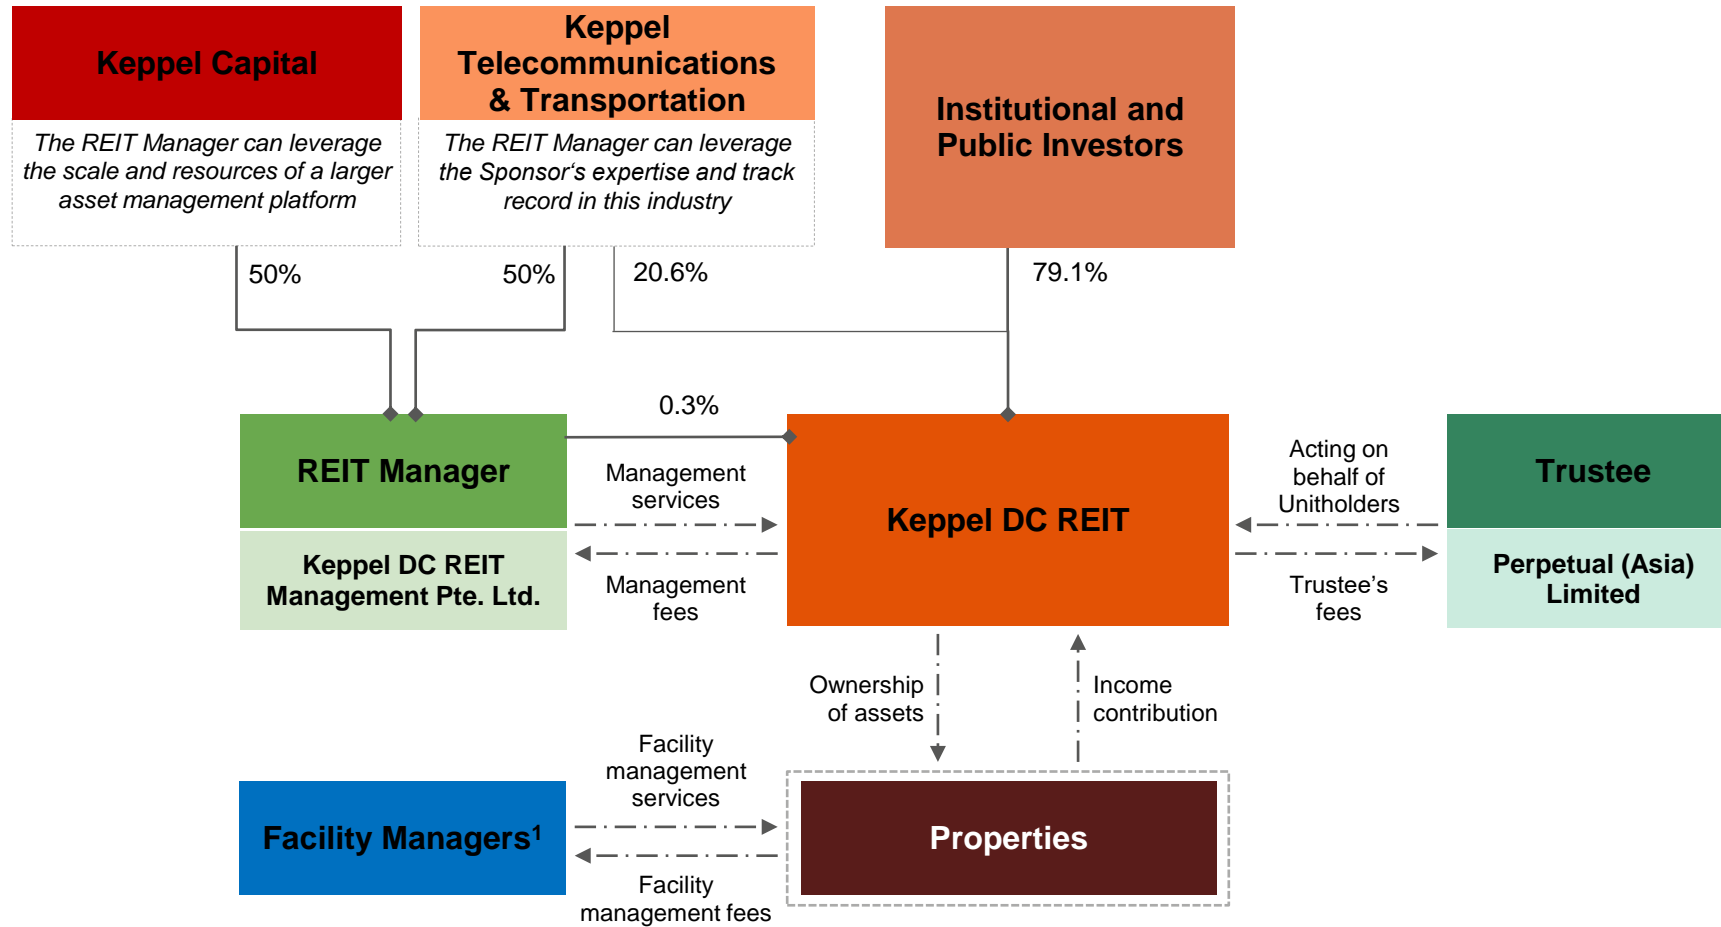 Keppel Capital
The REIT Manager can leverage
the scale and resources of a larger
asset management platform
Keppel
Telecommunications
& Transportation
The REIT Manager can leverage
the Sponsor‘s expertise and track
record in this industry
Institutional and
Public Investors
50%
50%
20.6%
79.1%
0.3%
REIT Manager
Keppel DC REIT
Management Pte. Ltd.
Management
services
Management
fees
Keppel DC REIT
Acting on
behalf of
Unitholders
Trustee’s
fees
Trustee
Perpetual (Asia)
Limited
Ownership
of assets
Income
contribution
Facility Managers¹
Facility
management
services
Facility
management fees
Properties